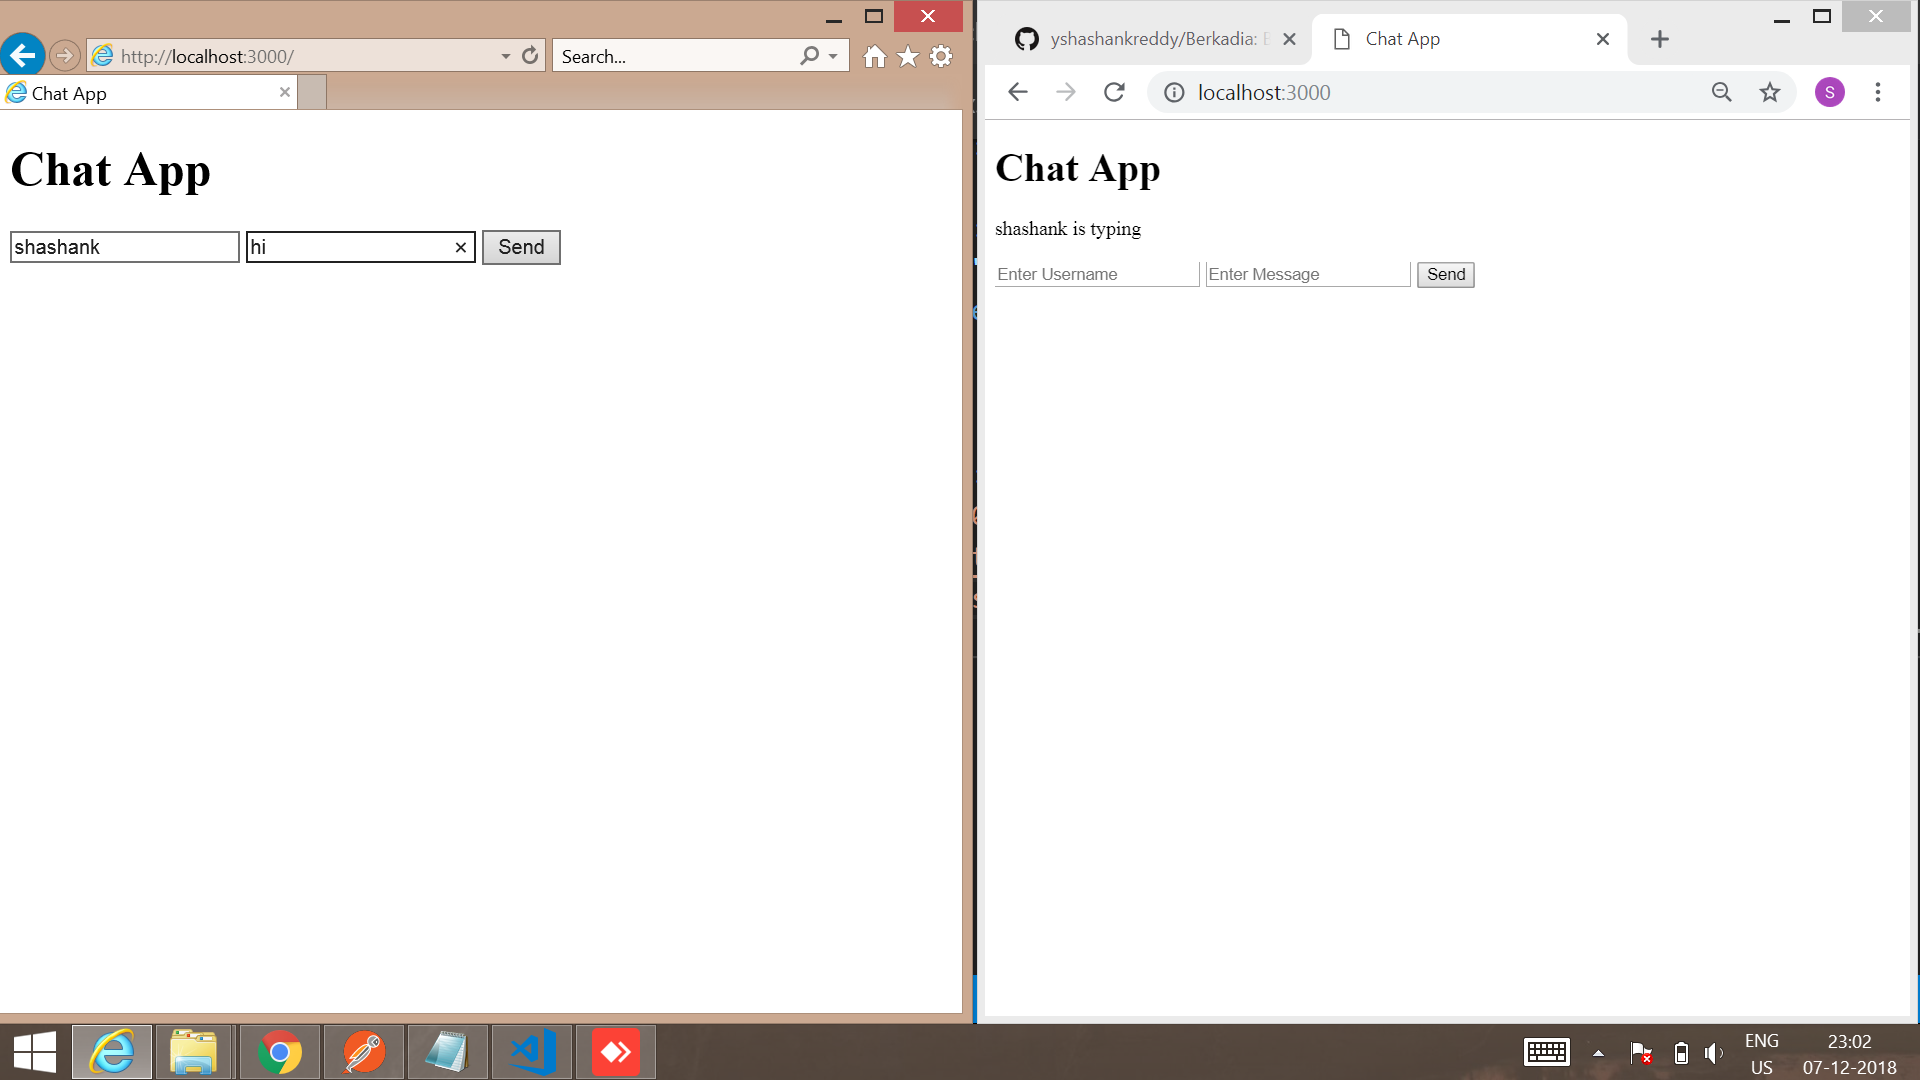 http://localhost:3000/
Search...
Chat App
Chat App
shashank
hi
Send
yshashankreddy/Berkadia:
Chat App
localhost:3000
S
Chat App
shashank is typing
Enter Username
Enter Message
Send
ENG
US
23:02
07-12-2018